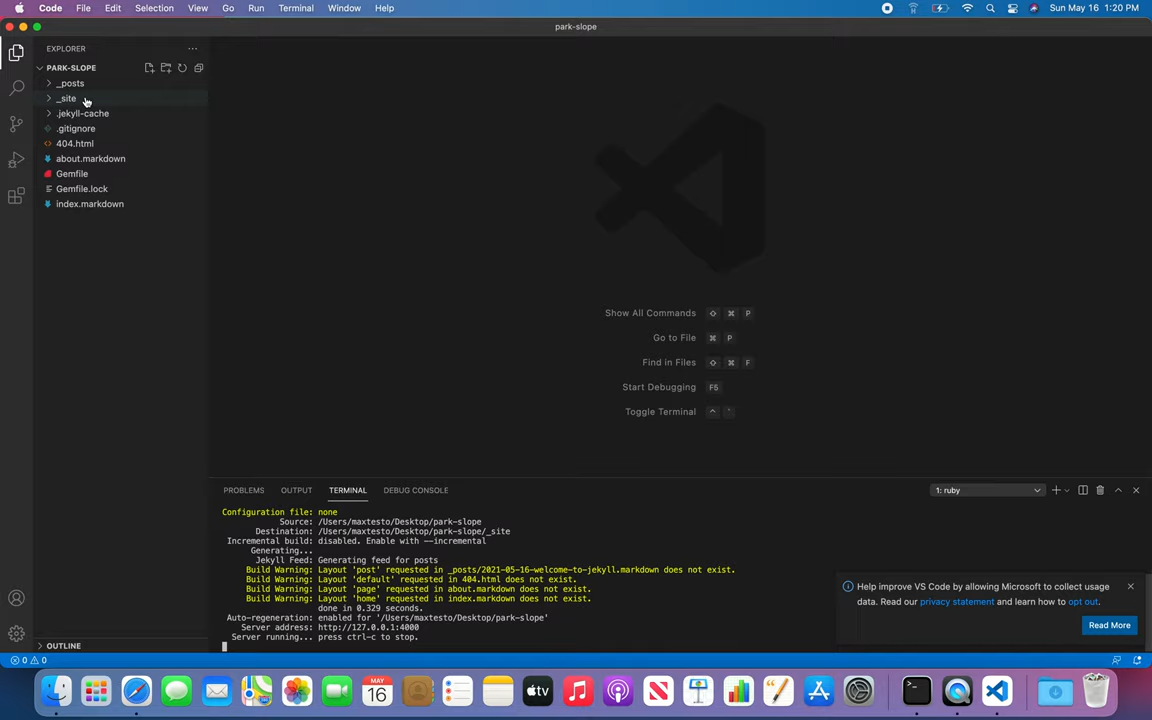 Code File Edit Selection View Go Run Terminal Window Help Sun May 16 1:20 PM
park-slope
EXPLORER
PARK-SLOPE
_posts
_site
.jekyll-cache
.gitignore
404.html
about.markdown
Gemfile
Gemfile.lock
index.markdown
OUTLINE
Show All Commands ⇧ ⌘ P
Go to File ⌘ P
Find in Files ⇧ ⌘ F
Start Debugging F5
Toggle Terminal ^ `
PROBLEMS OUTPUT TERMINAL DEBUG CONSOLE 1: ruby
Configuration file: none
Source: /Users/maxtesto/Desktop/park-slope
Destination: /Users/maxtesto/Desktop/park-slope/_site
Incremental build: disabled. Enable with --incremental
Generating...
Jekyll Feed: Generating feed for posts
Build Warning: Layout 'post' requested in _posts/2021-05-16-welcome-to-jekyll.markdown does not exist.
Build Warning: Layout 'default' requested in 404.html does not exist.
Build Warning: Layout 'page' requested in about.markdown does not exist.
Build Warning: Layout 'home' requested in index.markdown does not exist.
done in 0.329 seconds.
Auto-regeneration: enabled for '/Users/maxtesto/Desktop/park-slope'
Server address: http://127.0.0.1:4000
Server running... press ctrl-c to stop.
Help improve VS Code by allowing Microsoft to collect usage
data. Read our privacy statement and learn how to opt out.
Read More
0 0
MAY
16
tv